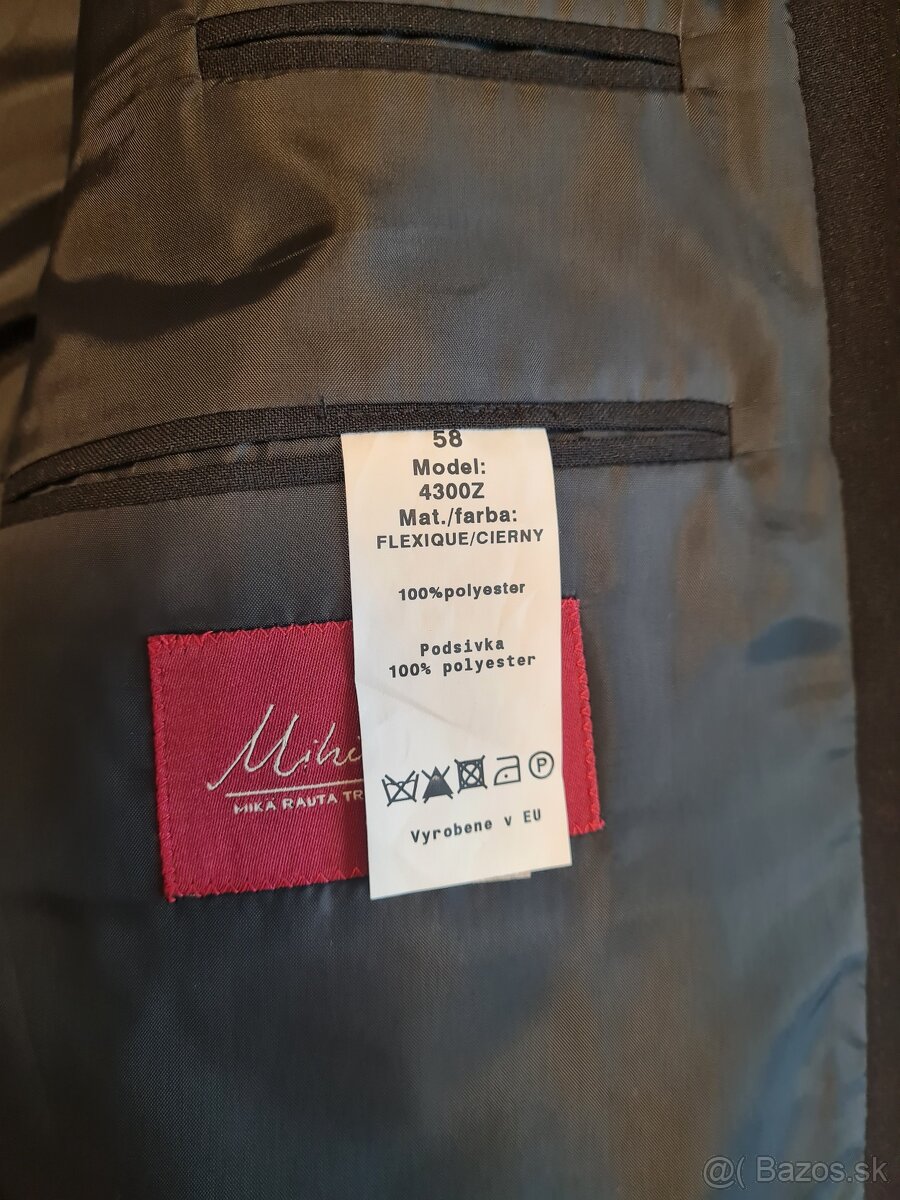 58
Model:
4300Z
Mat./farba:
FLEXIQUE/CIERNY
100%polyester
Podsivka
100% polyester
MIKA RAUTA TR
P
Vyrobene v EU
@( Bazos.sk